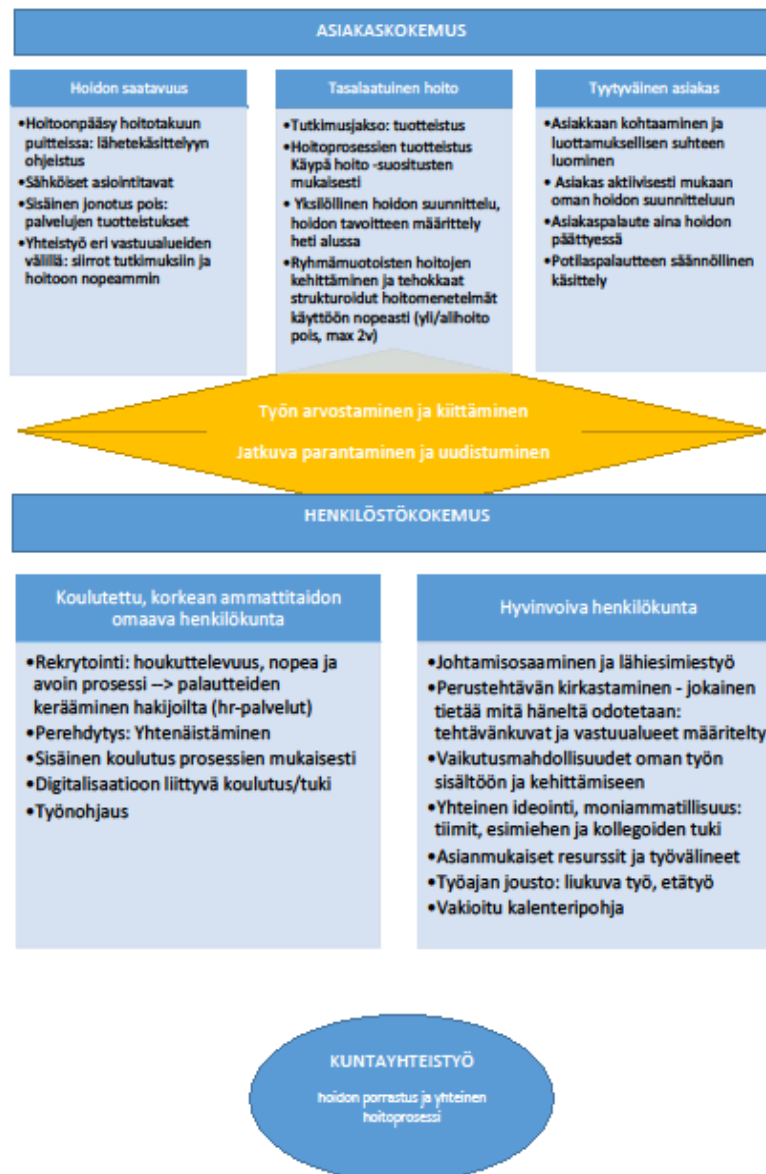 ASIAKASKOKEMUS
Hoidon saatavuus
•Hoitoonpääsy hoitotakuun
puitteissa: lähetekäsittelyyn
ohjeistus
•Sähköiset asiointitavat
•Sisäinen jonotus pois:
palvelujen tuotteistukset
•Yhteistyö eri vastuualueiden
välillä: siirrot tutkimuksiin ja
hoitoon nopeammin
Tasalaatuinen hoito
•Tutkimusjakso: tuotteistus
•Hoitoprosessien tuotteistus
Käypä hoito -suositusten
mukaisesti
• Yksilöllinen hoidon suunnittelu,
hoidon tavoitteen määrittely
heti alussa
•Ryhmämuotoisten hoitojen
kehittäminen ja tehokkaat
strukturoidut hoitomenetelmät
käyttöön nopeasti (yli/alihoito
pois, max 2v)
Tyytyväinen asiakas
•Asiakkaan kohtaaminen ja
luottamuksellisen suhteen
luominen
• Asiakas aktiivisesti mukaan
oman hoidon suunnitteluun
•Asiakaspalaute aina hoidon
päättyessä
•Potilaspalautteen säännöllinen
käsittely
Työn arvostaminen ja kiittäminen
Jatkuva parantaminen ja uudistuminen
HENKILÖSTÖKOKEMUS
Koulutettu, korkean ammattitaidon
omaava henkilökunta
•Rekrytointi: houkuttelevuus, nopea ja
avoin prosessi --> palautteiden
kerääminen hakijoilta (hr-palvelut)
•Perehdytys: Yhtenäistäminen
•Sisäinen koulutus prosessien mukaisesti
•Digitalisaatioon liittyvä koulutus/tuki
•Työnohjaus
Hyvinvoiva henkilökunta
•Johtamisosaaminen ja lähiesimiestyö
•Perustehtävän kirkastaminen - jokainen
tietää mitä häneltä odotetaan:
tehtävänkuvat ja vastuualueet määritelty
•Vaikutusmahdollisuudet oman työn
sisältöön ja kehittämiseen
•Yhteinen ideointi, moniammatillisuus:
tiimit, esimiehen ja kollegoiden tuki
•Asianmukaiset resurssit ja työvälineet
•Työajan jousto: liukuva työ, etätyö
•Vakioitu kalenteripohja
KUNTAYHTEISTYÖ
hoidon porrastus ja yhteinen
hoitoprosessi